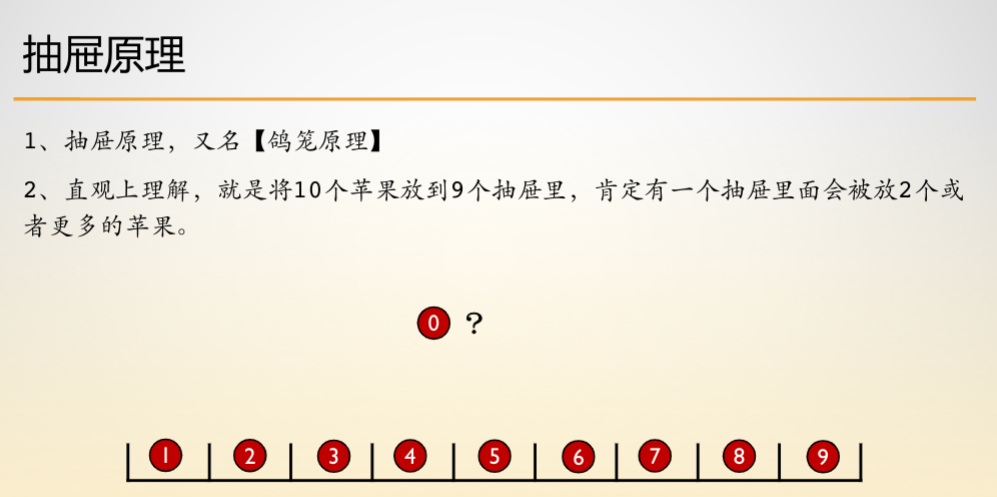 抽屉原理
1、抽屉原理，又名【鸽笼原理】
2、直观上理解，就是将10个苹果放到9个抽屉里，肯定有一个抽屉里面会被放2个或
者更多的苹果。
0 ？
1 2 3 4 5 6 7 8 9